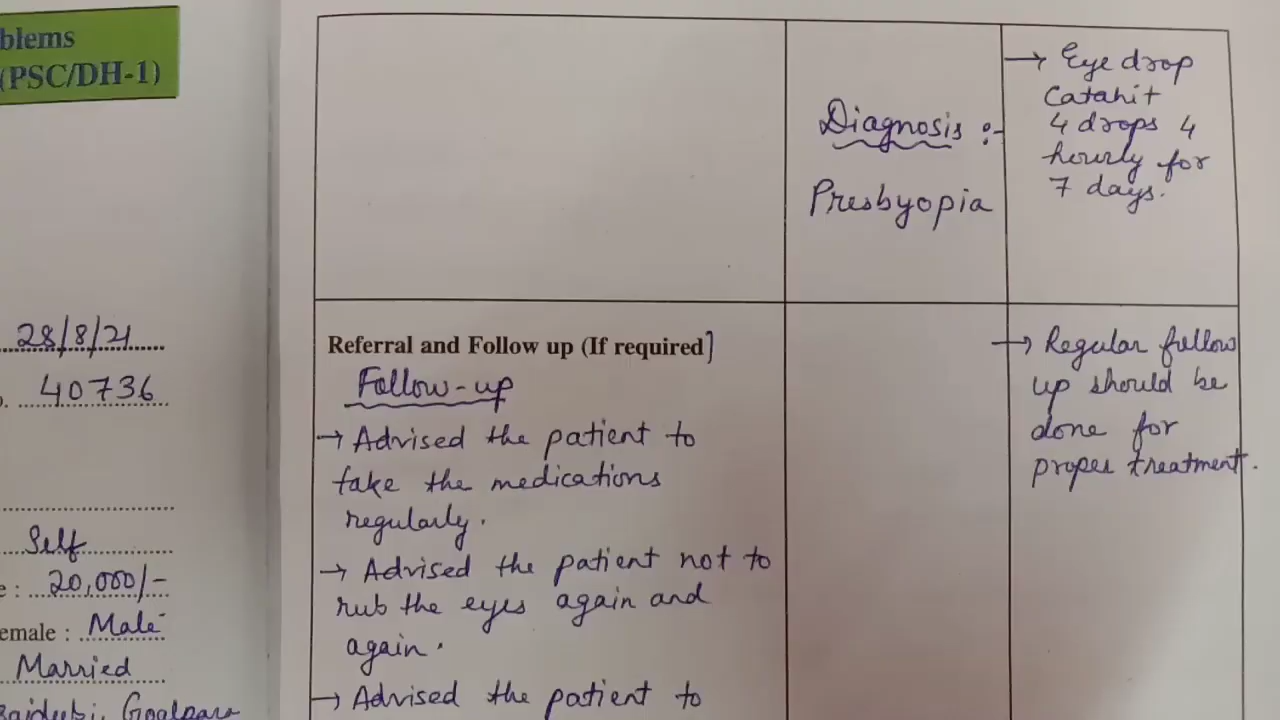 blems
(PSC/DH-1)
28/8/21
40736
Self
e : 20,000/-
emale : Male
Married
Goalpara
Diagnosis :-
Presbyopia
→ Eye drop
Catahit
4 drops 4
hourly for
7 days.
Referral and Follow up (If required]
Follow-up
→ Advised the patient to
take the medications
regularly.
→ Advised the patient not to
rub the eyes again and
again.
→ Advised the patient to
→ Regular follow
up should be
done for
proper treatment.